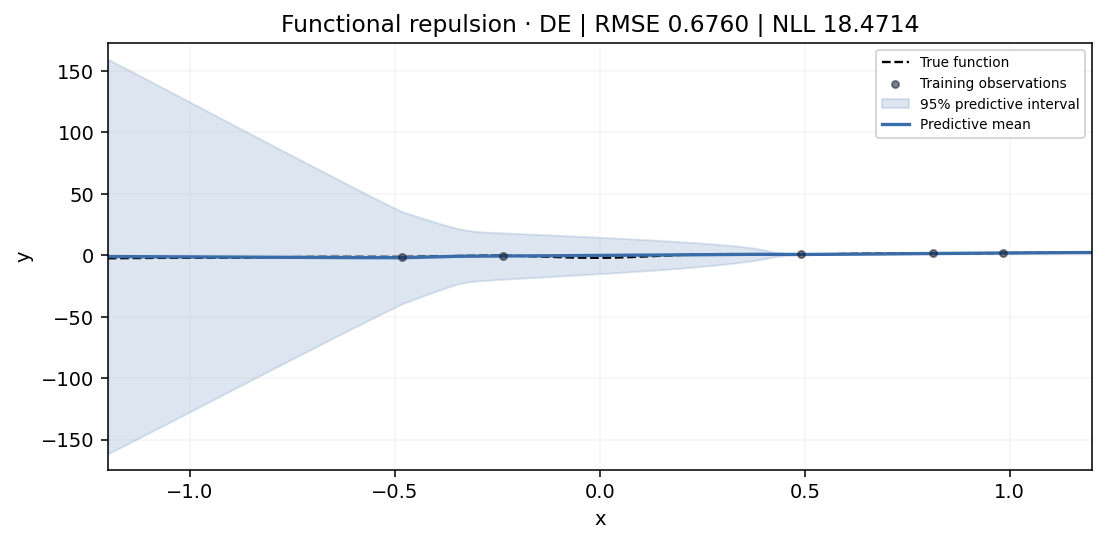 Functional repulsion · DE | RMSE 0.6760 | NLL 18.4714
True function
Training observations
95% predictive interval
Predictive mean
150
100
50
0
−50
−100
−150
y
−1.0
−0.5
0.0
0.5
1.0
x